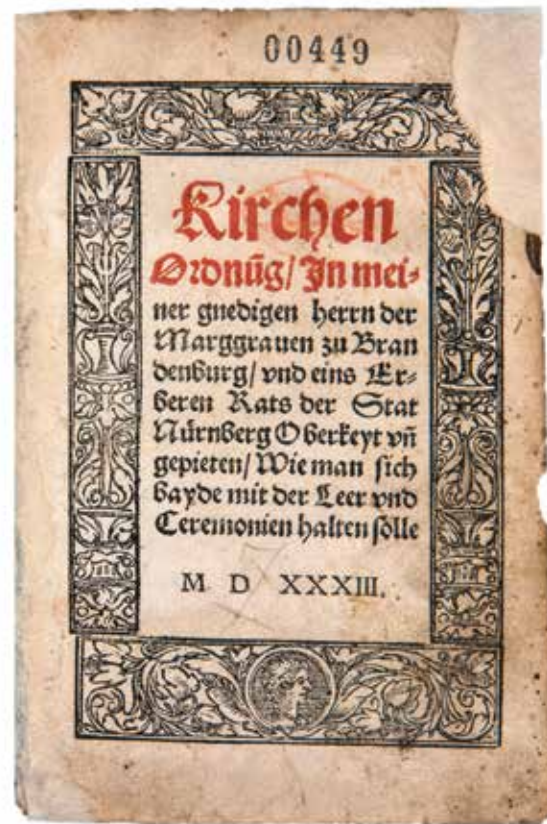 00449
Kirchen
Ordnũg/ In mei-
ner gnedigen herrn der
Marggrauen zu Bran
denburg/ vnd eins Er-
beren Rats der Stat
Nürnberg Oberkeyt vñ
gepieten/ Wie man sich
bayde mit der Leer vnd
Ceremonien halten solle
M D XXXIII.